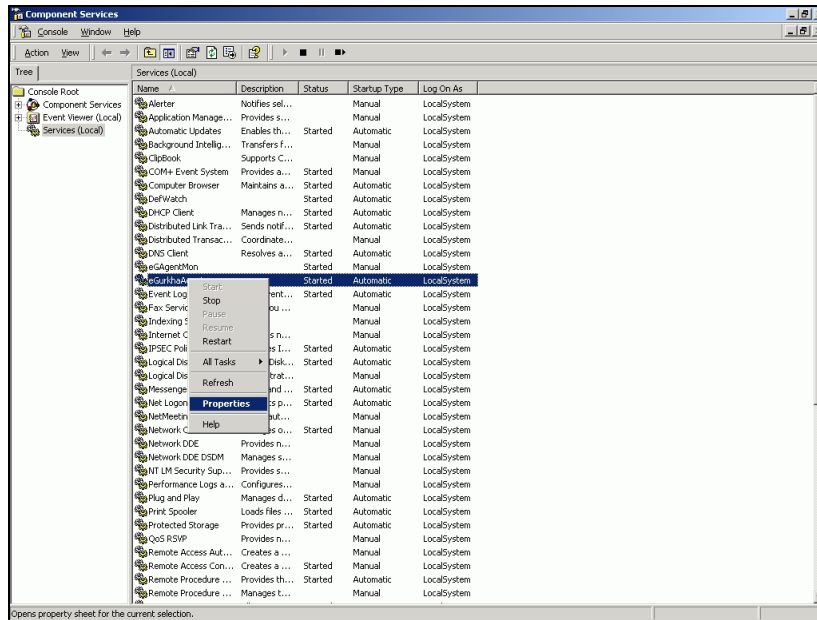 Component Services
Console Window Help
Action View
Tree
Services (Local)
Console Root
Component Services
Event Viewer (Local)
Services (Local)
Name Description Status Startup Type Log On As
Alerter Notifies sel... Manual LocalSystem
Application Manage... Provides s... Manual LocalSystem
Automatic Updates Enables th... Started Automatic LocalSystem
Background Intellig... Transfers f... Manual LocalSystem
ClipBook Supports C... Manual LocalSystem
COM+ Event System Provides a... Started Manual LocalSystem
Computer Browser Maintains a... Started Automatic LocalSystem
DefWatch Started Automatic LocalSystem
DHCP Client Manages n... Started Automatic LocalSystem
Distributed Link Tra... Sends notif... Started Automatic LocalSystem
Distributed Transac... Coordinate... Manual LocalSystem
DNS Client Resolves a... Started Automatic LocalSystem
eGAgentMon Started Manual LocalSystem
eGurkhaA Started Automatic LocalSystem
Event Log ent... Started Automatic LocalSystem
Fax Servic ou ... Manual LocalSystem
Indexing S Manual LocalSystem
Internet C s n... Manual LocalSystem
IPSEC Poli es I... Started Automatic LocalSystem
Logical Dis Disk... Started Automatic LocalSystem
Logical Dis trat... Manual LocalSystem
Messenge and ... Started Automatic LocalSystem
Net Logon ts p... Started Automatic LocalSystem
NetMeetin aut... Manual LocalSystem
Network C s o... Started Manual LocalSystem
Network DDE Provides n... Manual LocalSystem
Network DDE DSDM Manages s... Manual LocalSystem
NT LM Security Sup... Provides s... Manual LocalSystem
Performance Logs a... Configures... Manual LocalSystem
Plug and Play Manages d... Started Automatic LocalSystem
Print Spooler Loads files ... Started Automatic LocalSystem
Protected Storage Provides pr... Started Automatic LocalSystem
QoS RSVP Provides n... Manual LocalSystem
Remote Access Aut... Creates a ... Manual LocalSystem
Remote Access Con... Creates a ... Started Manual LocalSystem
Remote Procedure ... Provides th... Started Automatic LocalSystem
Remote Procedure ... Manages t... Manual LocalSystem
Start
Stop
Pause
Resume
Restart
All Tasks
Refresh
Properties
Help
Opens property sheet for the current selection.